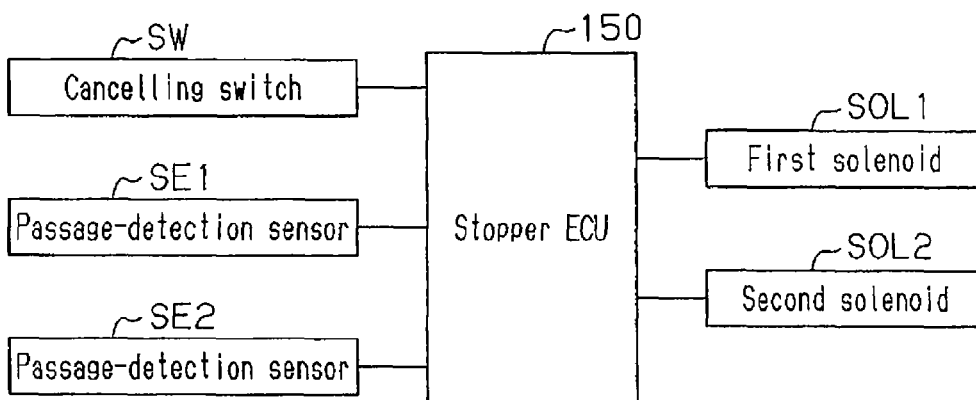 SW
Cancelling switch
SE1
Passage-detection sensor
SE2
Passage-detection sensor
150
Stopper ECU
SOL1
First solenoid
SOL2
Second solenoid